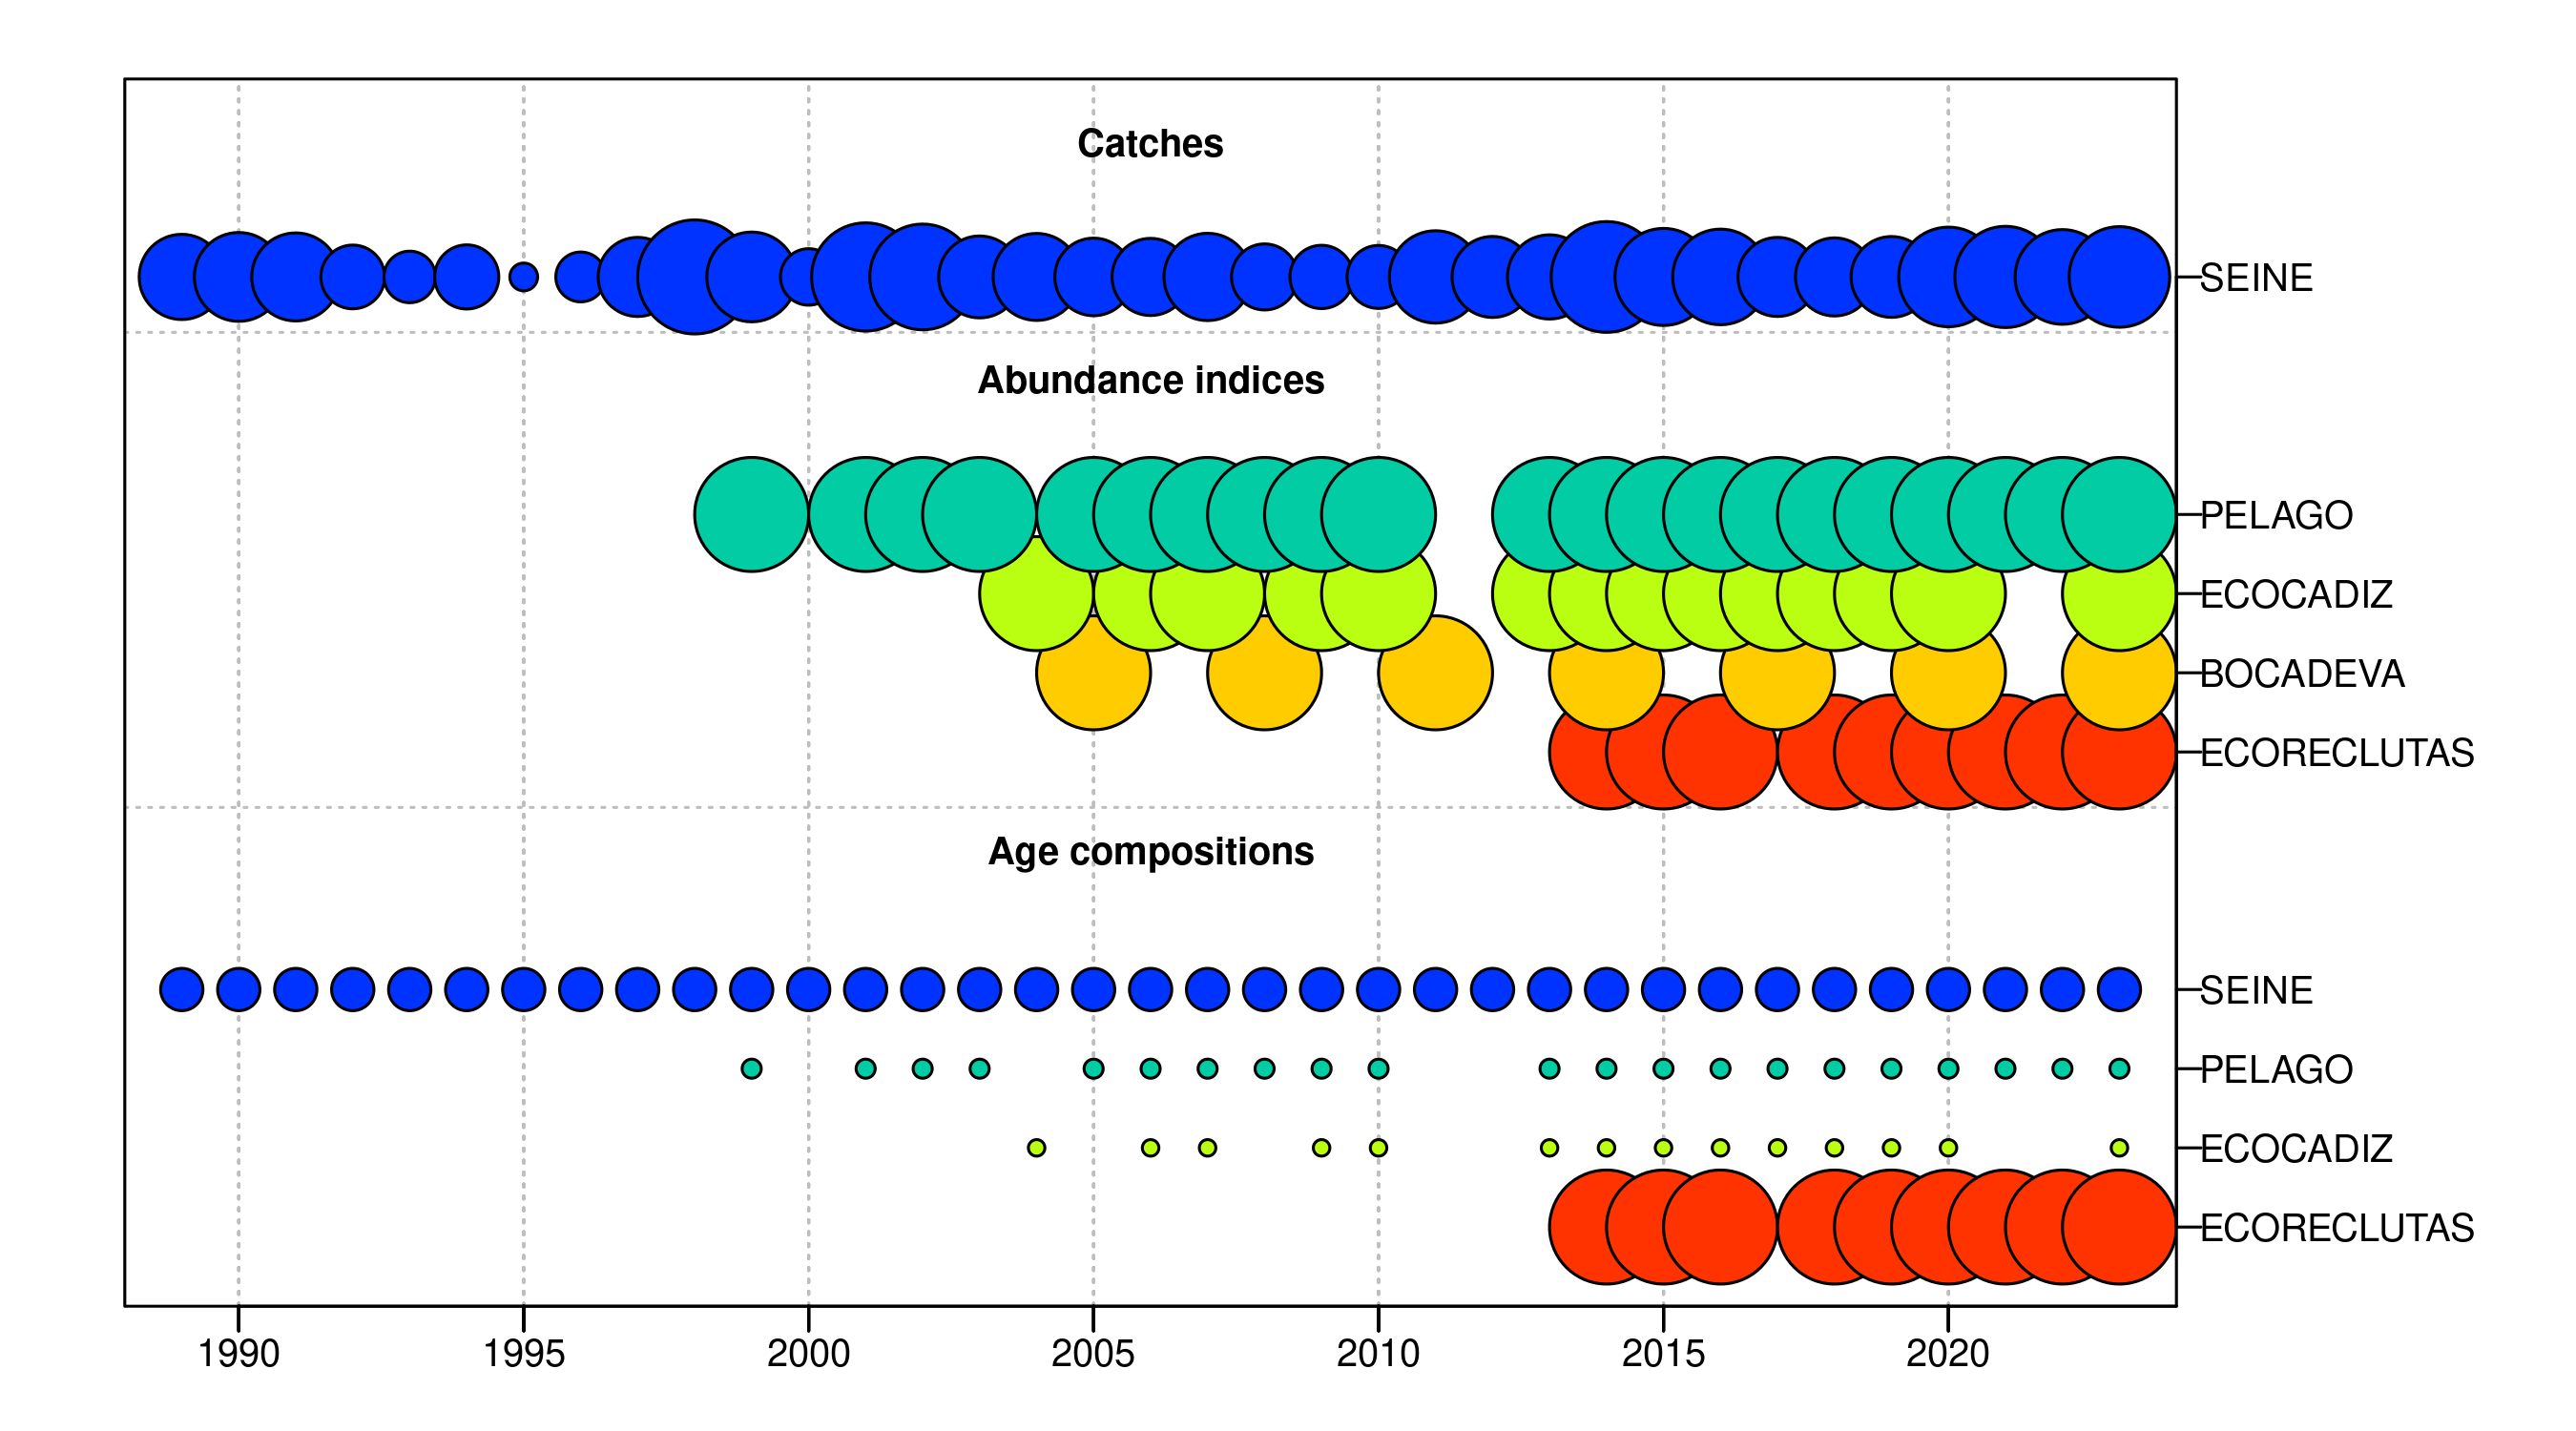 Catches
SEINE
Abundance indices
PELAGO
ECOCADIZ
BOCADEVA
ECORECLUTAS
Age compositions
SEINE
PELAGO
ECOCADIZ
ECORECLUTAS
1990 1995 2000 2005 2010 2015 2020